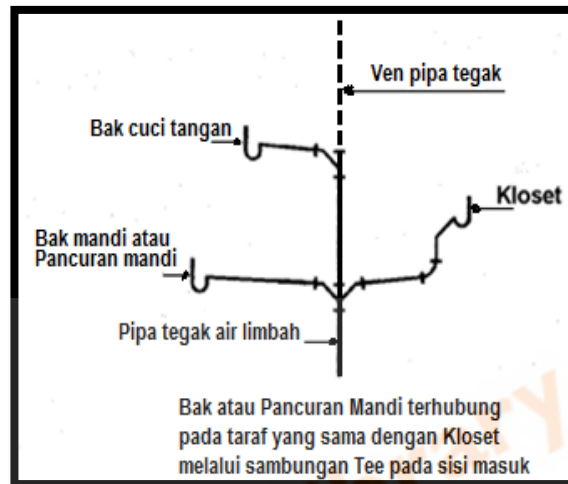 Ven pipa tegak
Bak cuci tangan
Kloset
Bak mandi atau
Pancuran mandi
Pipa tegak air limbah
Bak atau Pancuran Mandi terhubung
pada taraf yang sama dengan Kloset
melalui sambungan Tee pada sisi masuk